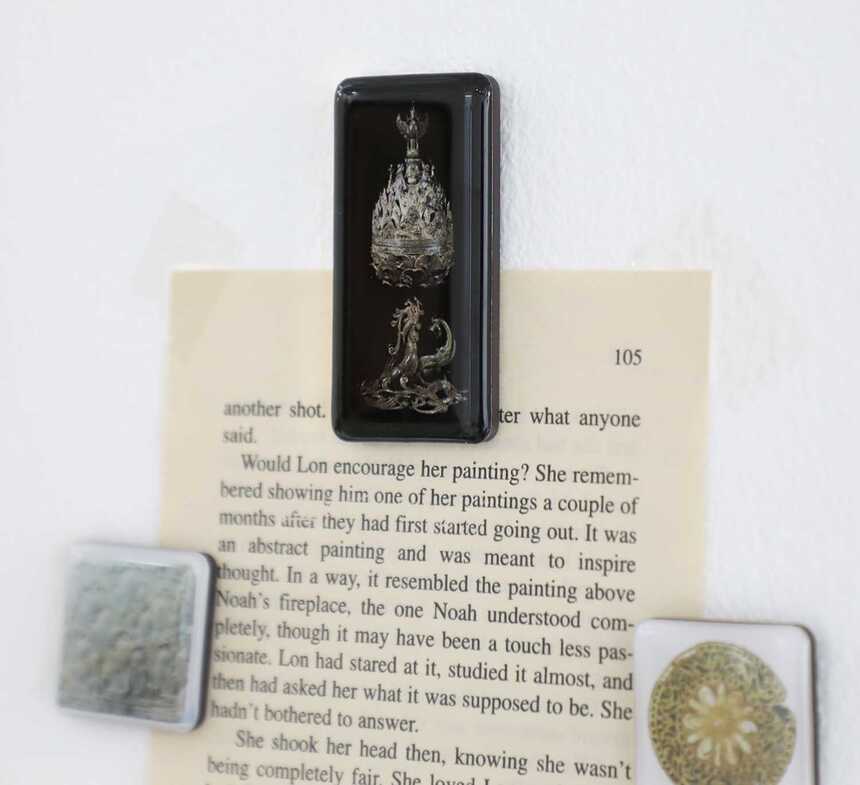 105
another shot. ter what anyone
said.
Would Lon encourage her painting? She remem-
bered showing him one of her paintings a couple of
months after they had first started going out. It was
an abstract painting and was meant to inspire
thought. In a way, it resembled the painting above
Noah's fireplace, the one Noah understood com-
pletely, though it may have been a touch less pas-
sionate. Lon had stared at it, studied it almost, and
then had asked her what it was supposed to be. She
hadn't bothered to answer.
She shook her head then, knowing she wasn't
being completely fair. She loved